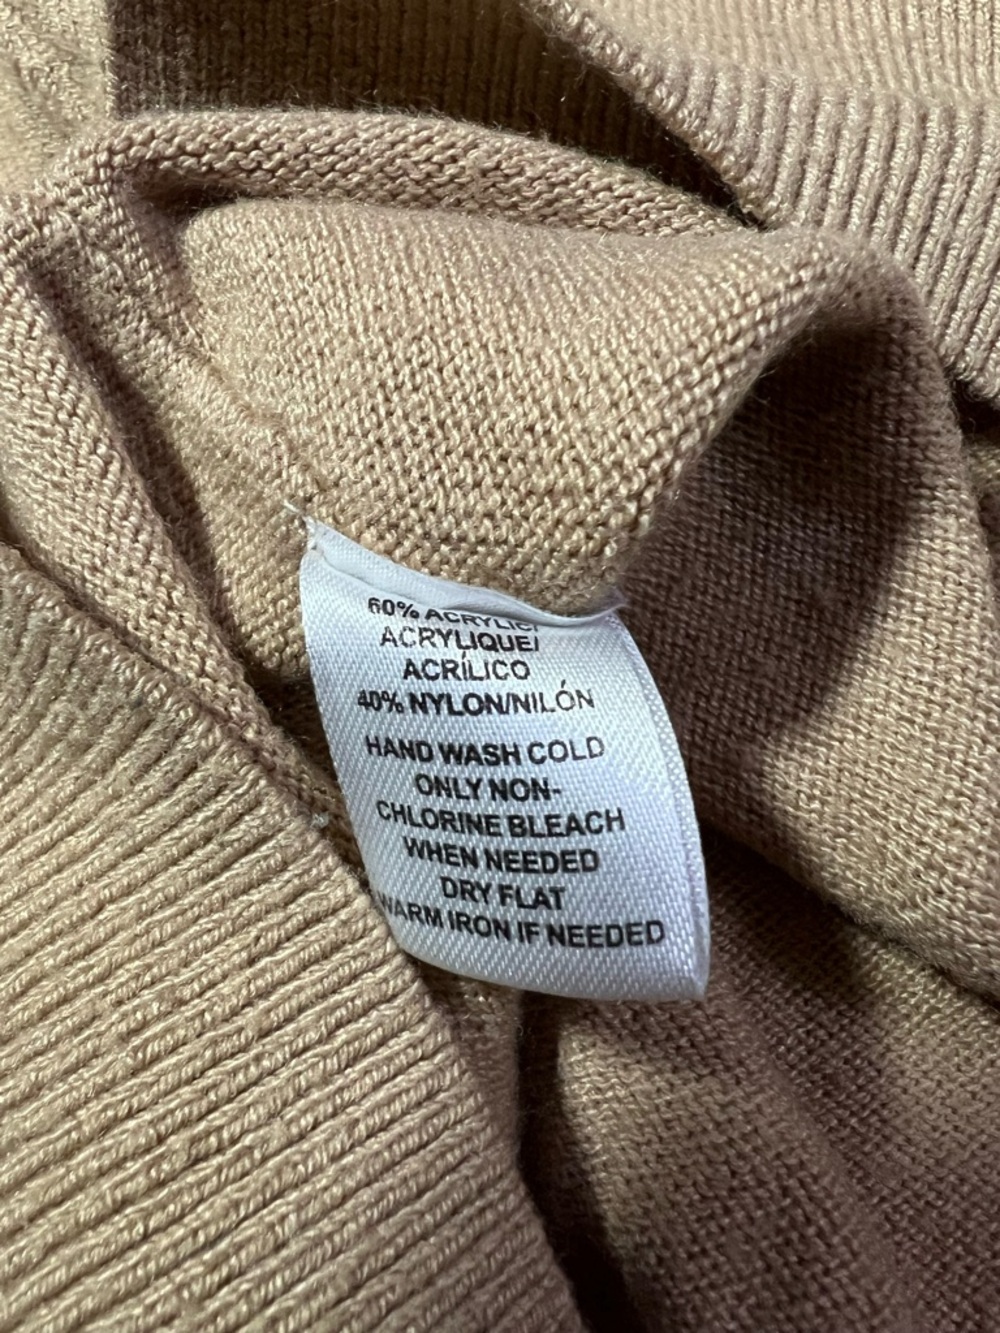 60% ACRYLIC/
ACRYLIQUE/
ACRÍLICO
40% NYLON/NILÓN
HAND WASH COLD
ONLY NON-
CHLORINE BLEACH
WHEN NEEDED
DRY FLAT
WARM IRON IF NEEDED